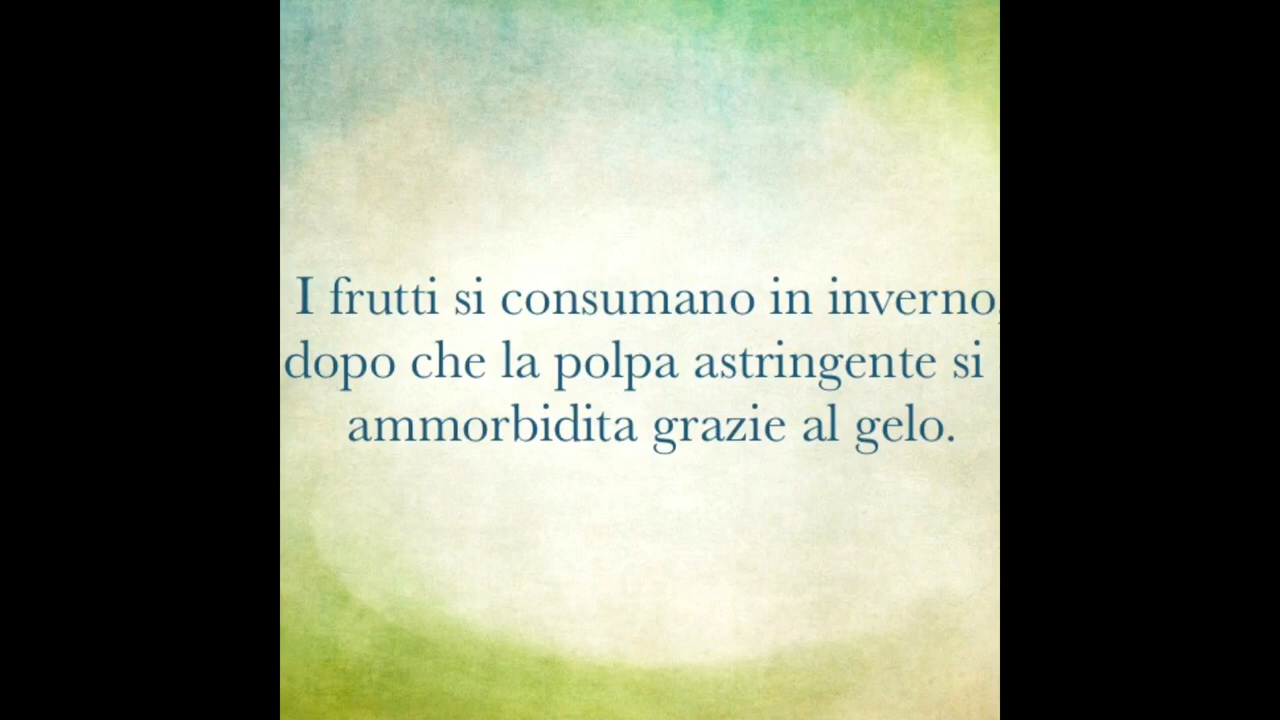 I frutti si consumano in inverno,
dopo che la polpa astringente si
ammorbidita grazie al gelo.